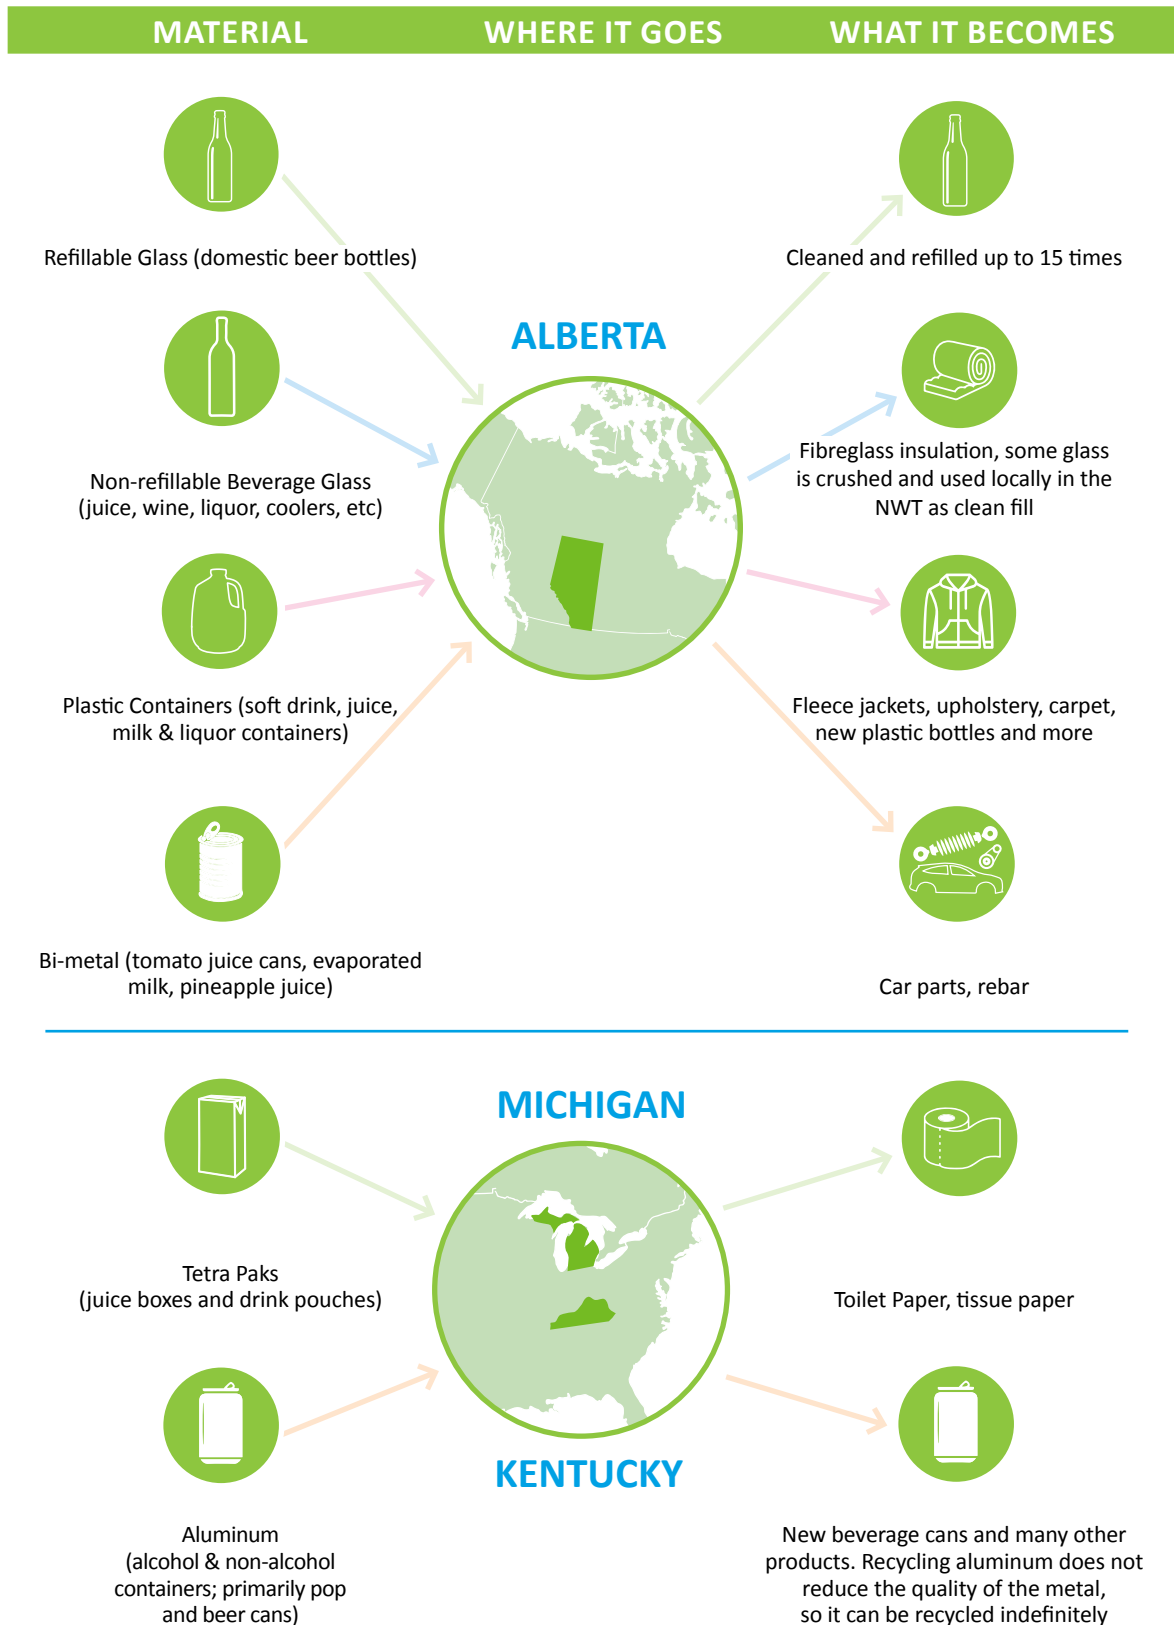 MATERIAL WHERE IT GOES WHAT IT BECOMES
Refillable Glass (domestic beer bottles)
Cleaned and refilled up to 15 times
ALBERTA
Non-refillable Beverage Glass
(juice, wine, liquor, coolers, etc)
Fibreglass insulation, some glass
is crushed and used locally in the
NWT as clean fill
Plastic Containers (soft drink, juice,
milk & liquor containers)
Fleece jackets, upholstery, carpet,
new plastic bottles and more
Bi-metal (tomato juice cans, evaporated
milk, pineapple juice)
Car parts, rebar
MICHIGAN
Tetra Paks
(juice boxes and drink pouches)
Toilet Paper, tissue paper
KENTUCKY
Aluminum
(alcohol & non-alcohol
containers; primarily pop
and beer cans)
New beverage cans and many other
products. Recycling aluminum does not
reduce the quality of the metal,
so it can be recycled indefinitely